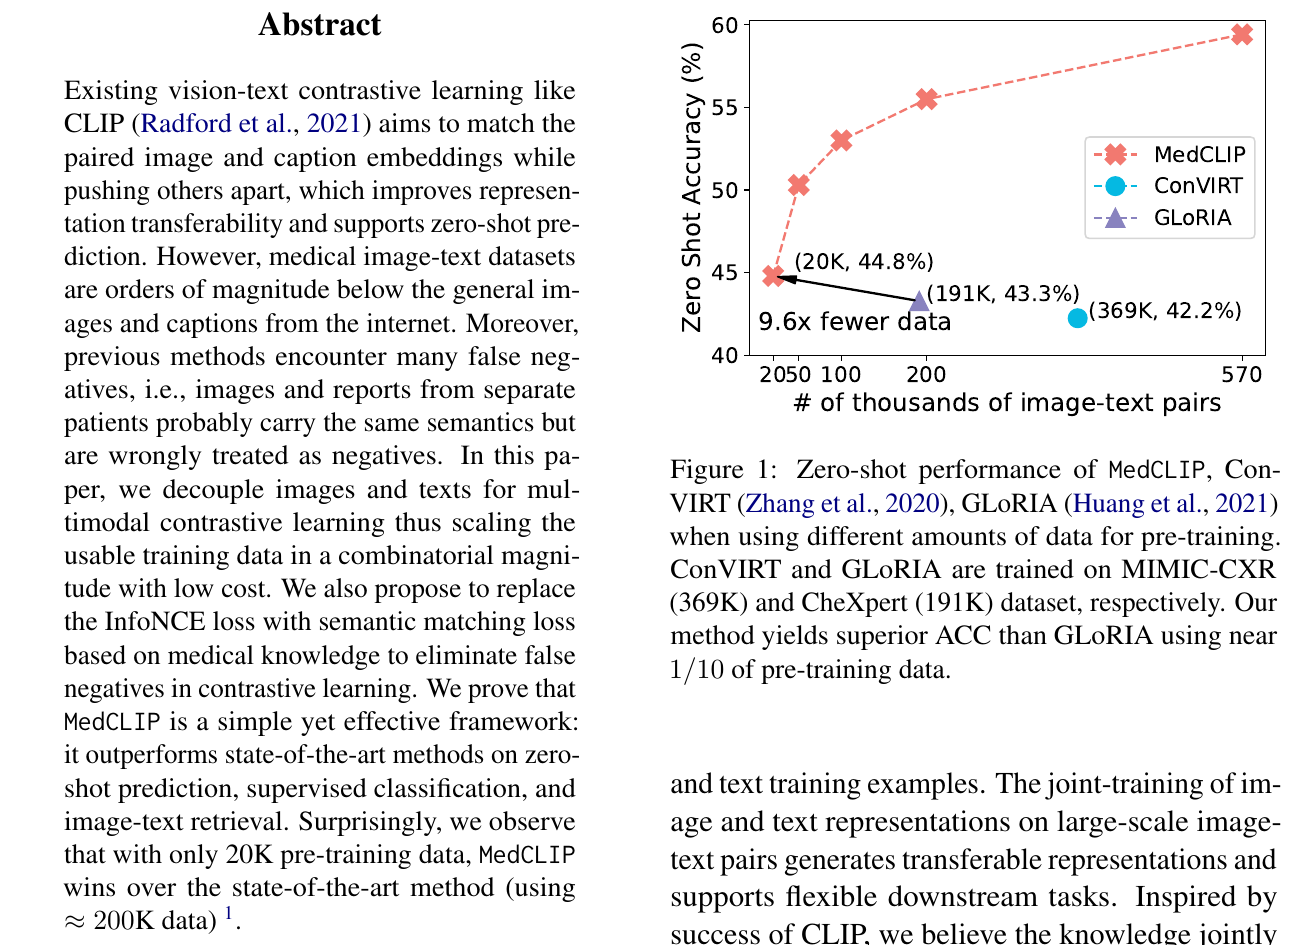 Abstract
Existing vision-text contrastive learning like
CLIP (Radford et al., 2021) aims to match the
paired image and caption embeddings while
pushing others apart, which improves represen-
tation transferability and supports zero-shot pre-
diction. However, medical image-text datasets
are orders of magnitude below the general im-
ages and captions from the internet. Moreover,
previous methods encounter many false neg-
atives, i.e., images and reports from separate
patients probably carry the same semantics but
are wrongly treated as negatives. In this pa-
per, we decouple images and texts for mul-
timodal contrastive learning thus scaling the
usable training data in a combinatorial magni-
tude with low cost. We also propose to replace
the InfoNCE loss with semantic matching loss
based on medical knowledge to eliminate false
negatives in contrastive learning. We prove that
MedCLIP is a simple yet effective framework:
it outperforms state-of-the-art methods on zero-
shot prediction, supervised classification, and
image-text retrieval. Surprisingly, we observe
that with only 20K pre-training data, MedCLIP
wins over the state-of-the-art method (using
≈ 200K data) 1.
Zero Shot Accuracy (%)
60
55
50
45
40
MedCLIP
ConVIRT
GLoRIA
(20K, 44.8%)
(191K, 43.3%)
(369K, 42.2%)
9.6x fewer data
20 50 100 200 570
# of thousands of image-text pairs
Figure 1: Zero-shot performance of MedCLIP, Con-
VIRT (Zhang et al., 2020), GLoRIA (Huang et al., 2021)
when using different amounts of data for pre-training.
ConVIRT and GLoRIA are trained on MIMIC-CXR
(369K) and CheXpert (191K) dataset, respectively. Our
method yields superior ACC than GLoRIA using near
1/10 of pre-training data.
and text training examples. The joint-training of im-
age and text representations on large-scale image-
text pairs generates transferable representations and
supports flexible downstream tasks. Inspired by
success of CLIP, we believe the knowledge jointly